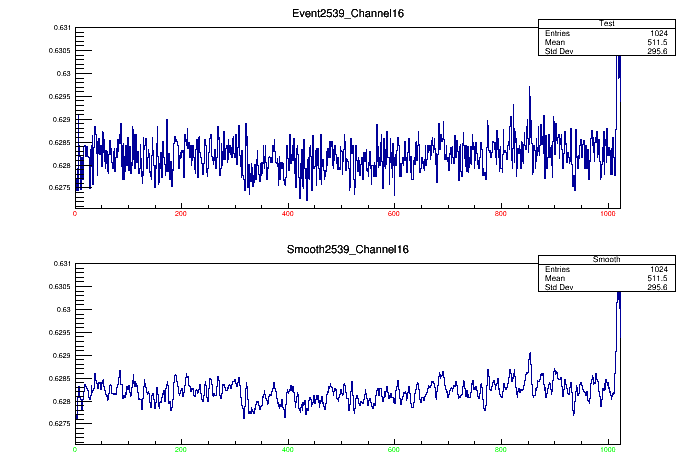 Event2539_Channel16
Test
Entries 1024
Mean 511.5
Std Dev 295.6
0.631
0.6305
0.63
0.6295
0.629
0.6285
0.628
0.6275
0 200 400 600 800 1000
Smooth2539_Channel16
Smooth
Entries 1024
Mean 511.5
Std Dev 295.6
0.631
0.6305
0.63
0.6295
0.629
0.6285
0.628
0.6275
0 200 400 600 800 1000